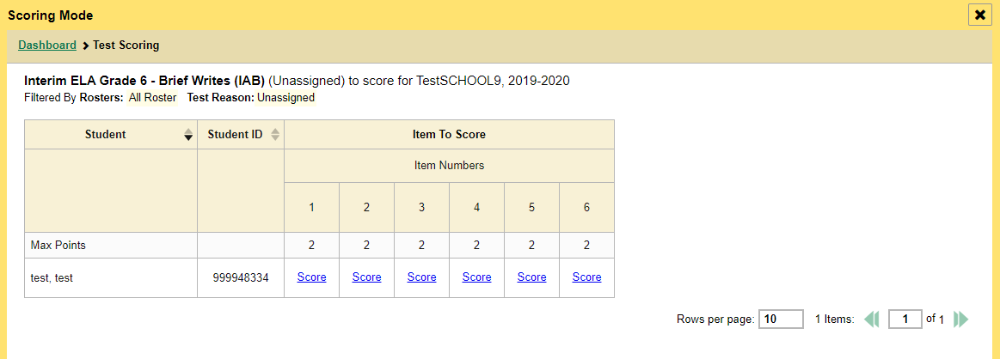 Scoring Mode
Dashboard > Test Scoring
Interim ELA Grade 6 - Brief Writes (IAB) (Unassigned) to score for TestSCHOOL9, 2019-2020
Filtered By Rosters: All Roster Test Reason: Unassigned
Student Student ID Item To Score
Item Numbers
1 2 3 4 5 6
Max Points 2 2 2 2 2 2
test, test 999948334 Score Score Score Score Score Score
Rows per page: 10 1 Items: 1 of 1